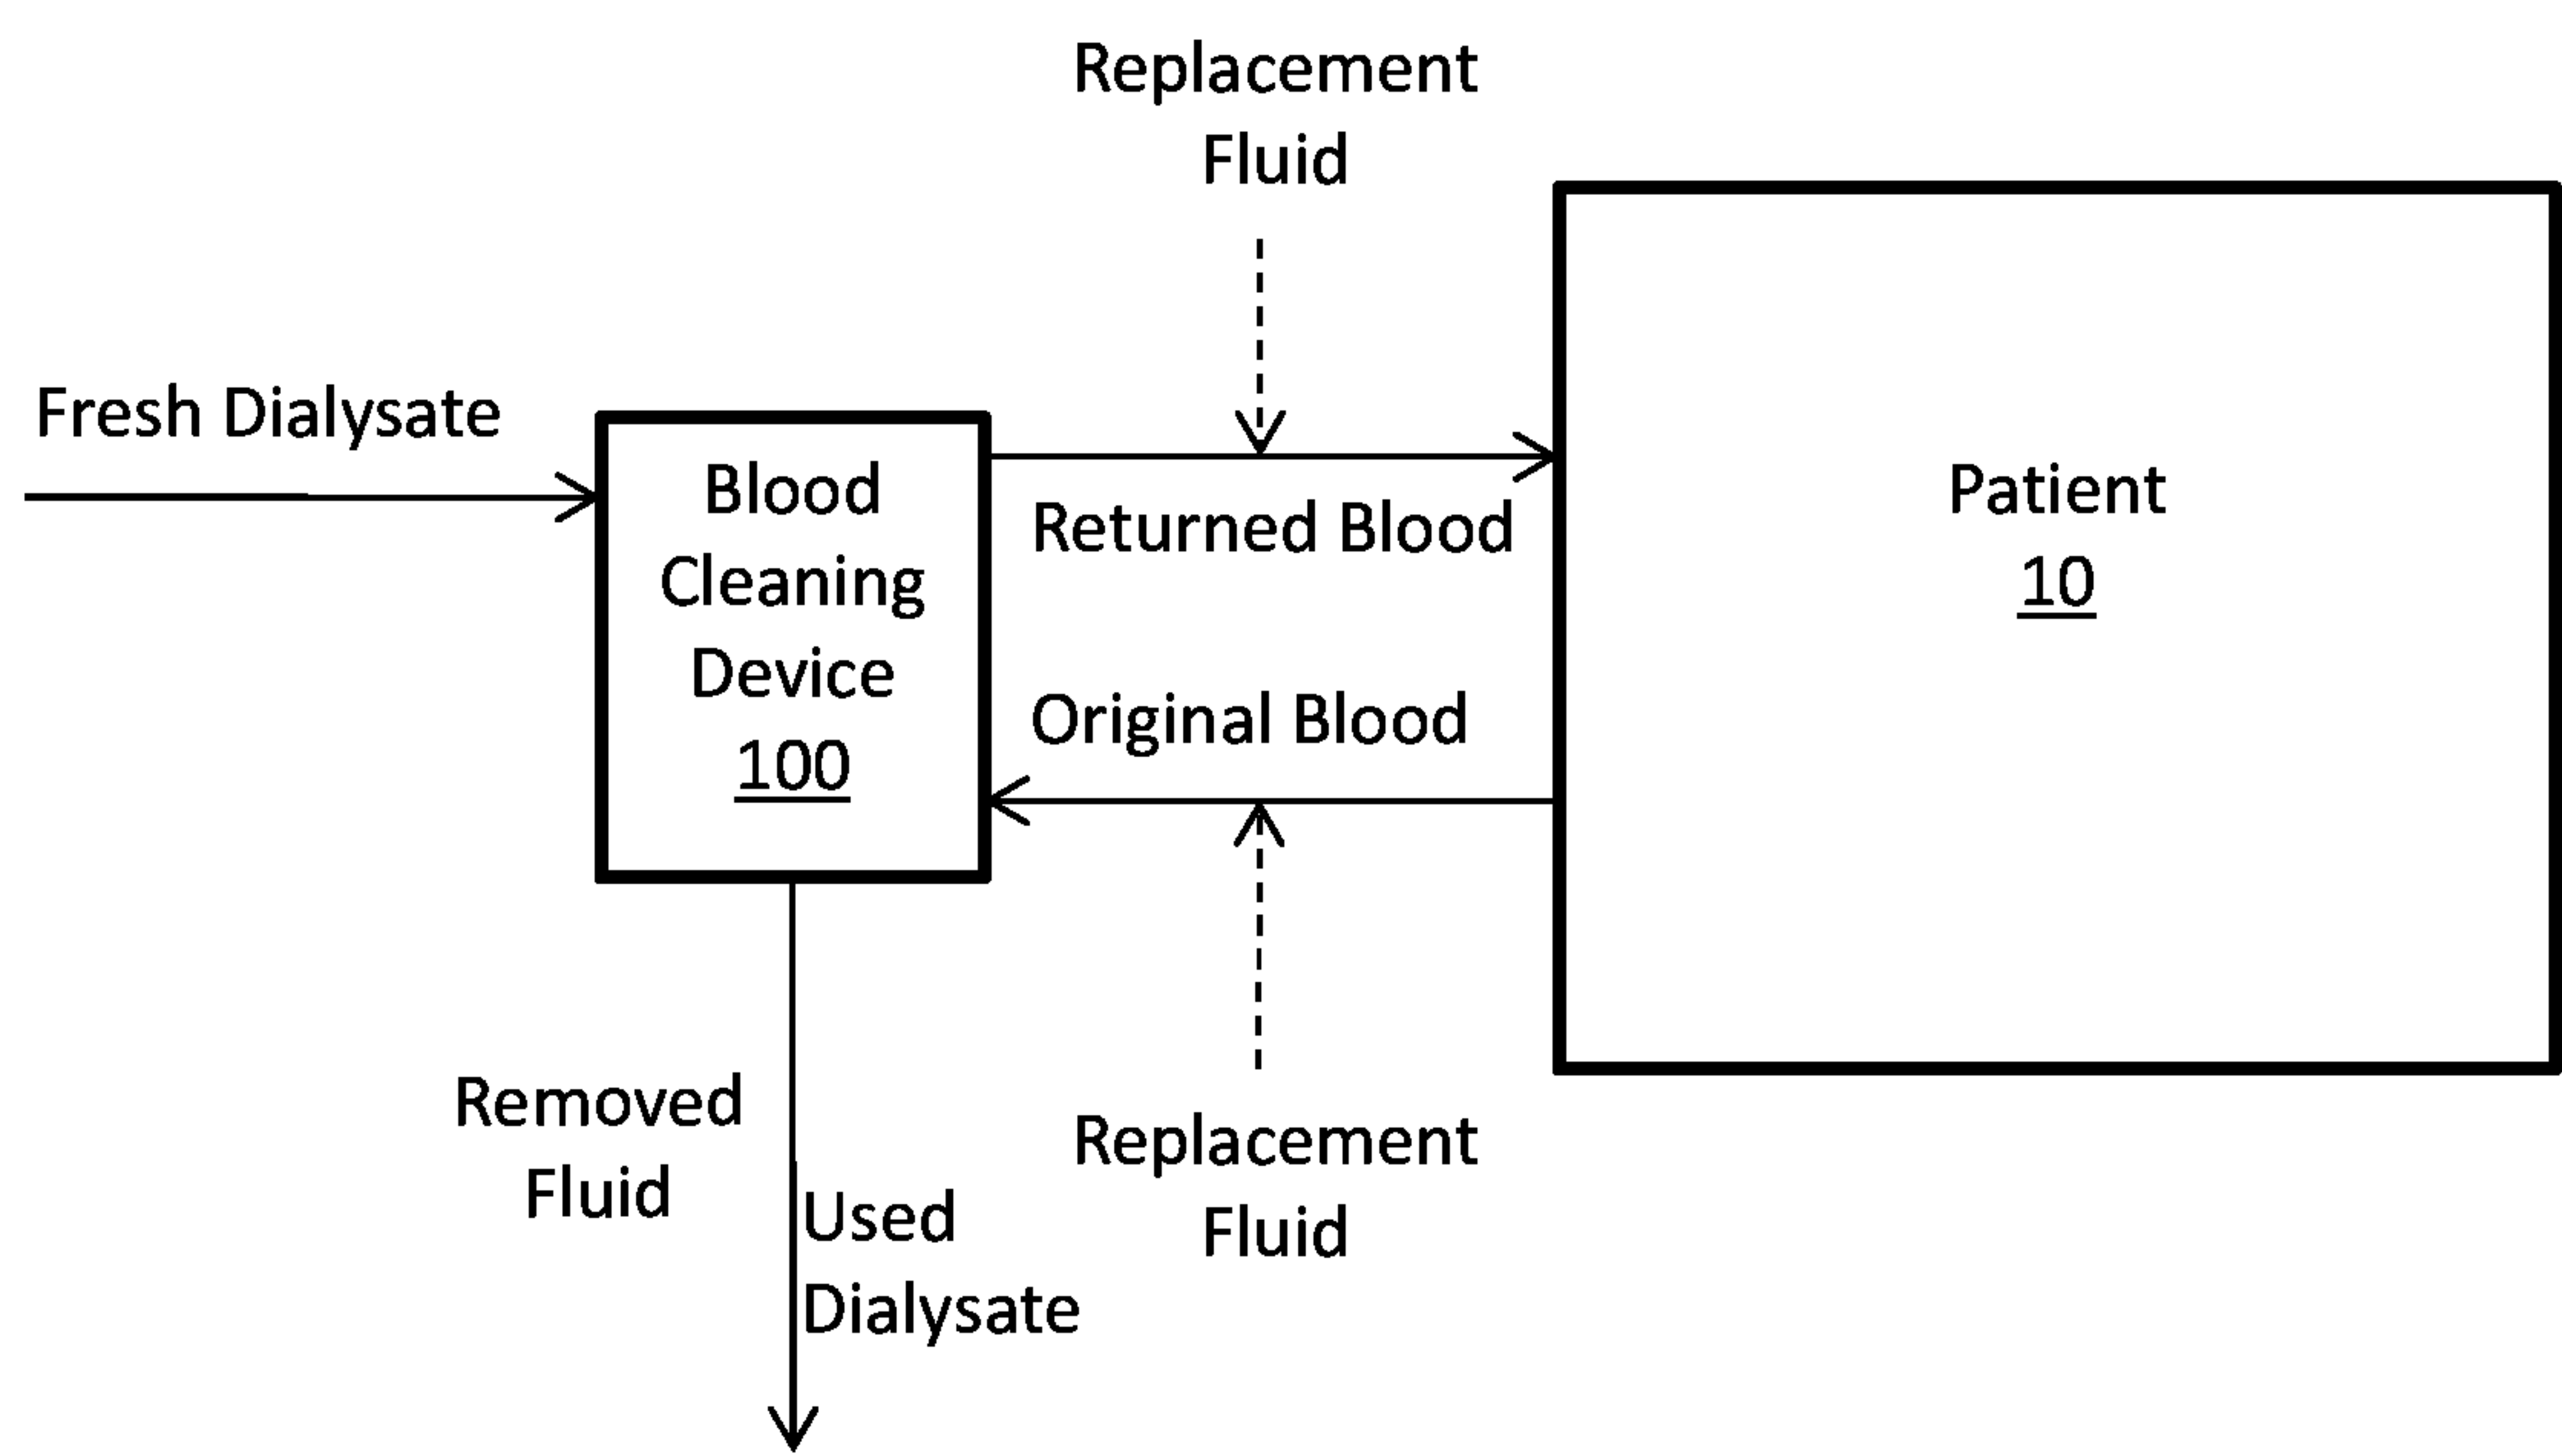 Replacement
Fluid
Fresh Dialysate
Blood
Cleaning
Device
100
Returned Blood
Original Blood
Patient
10
Removed
Fluid
Used
Dialysate
Replacement
Fluid